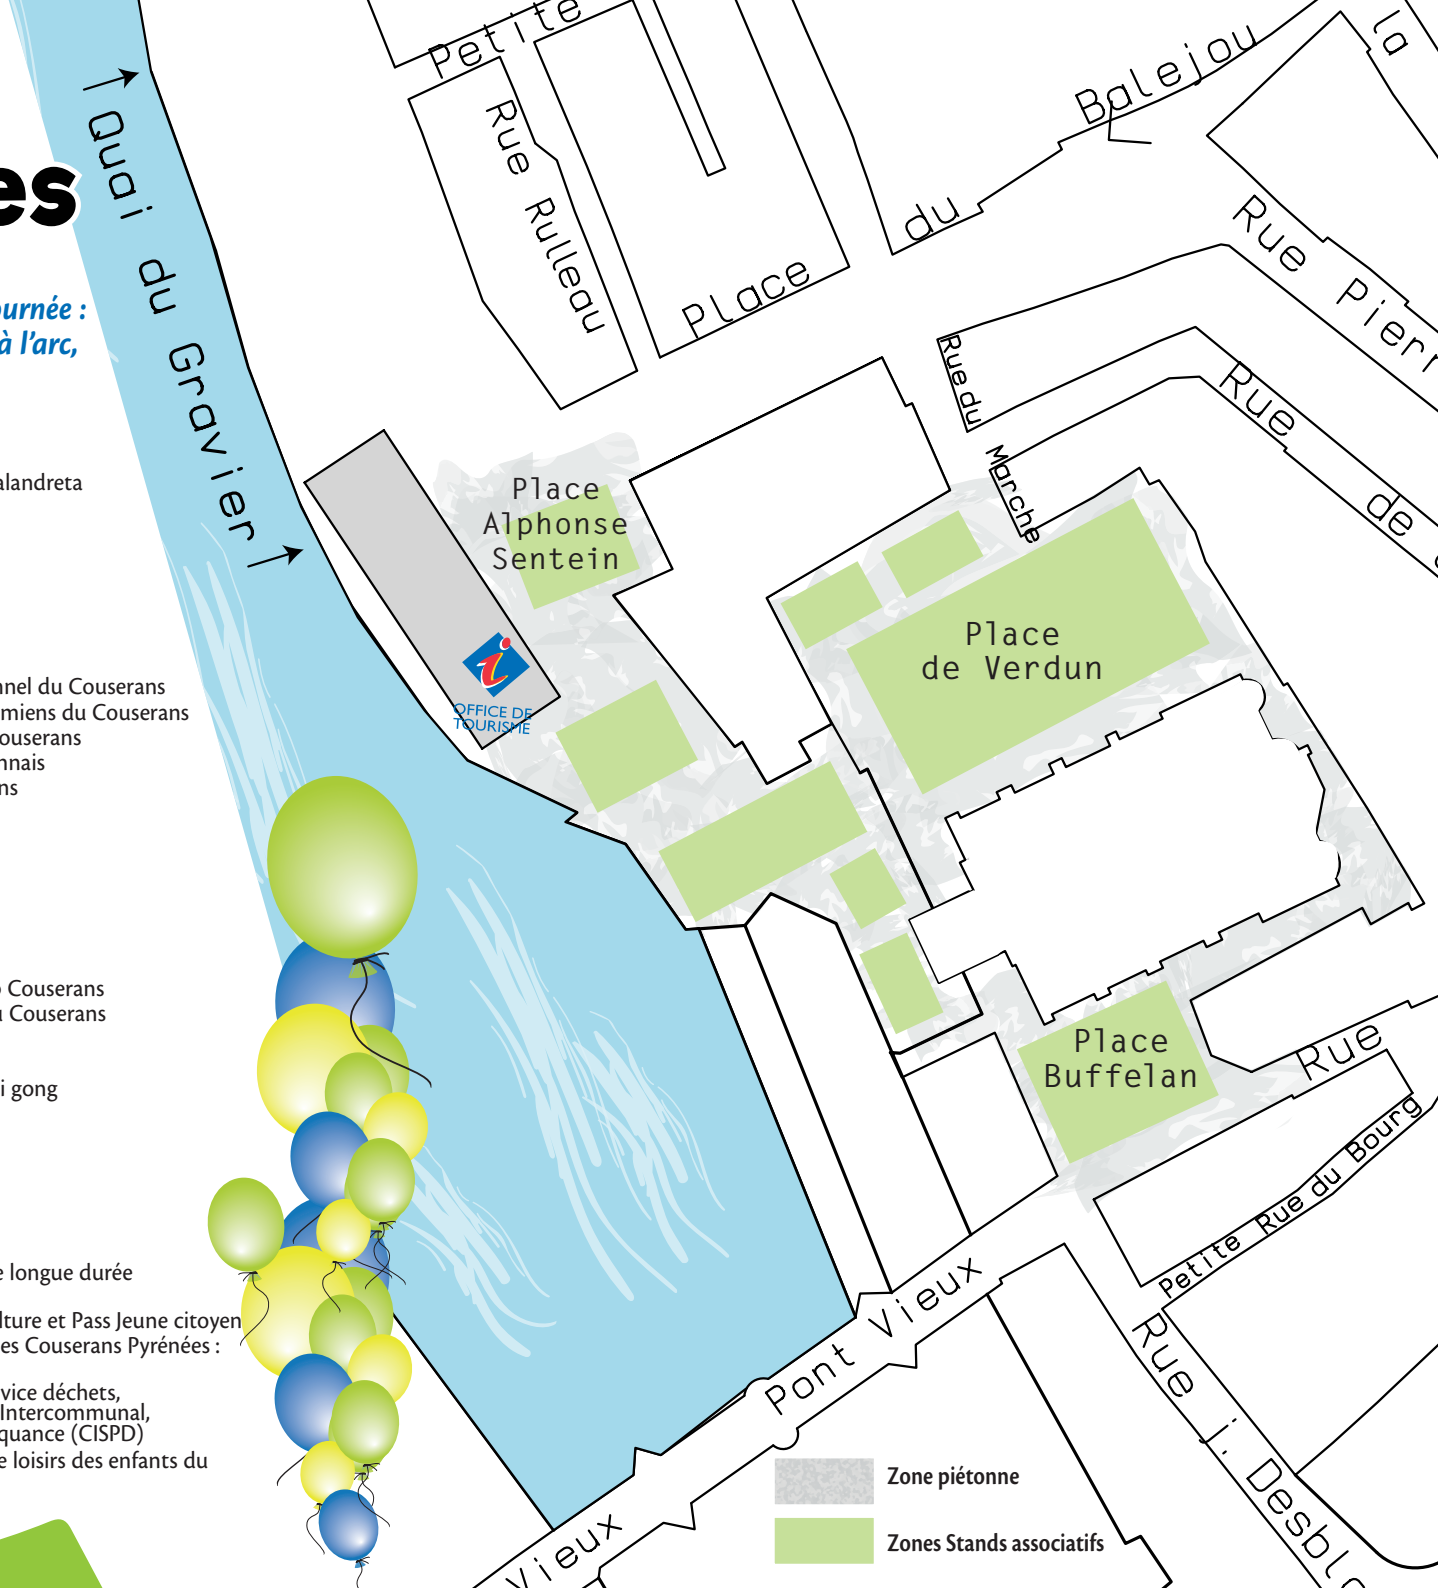 es
ournée :
à l'arc,
alandreta
nnel du Couserans
miens du Couserans
ouserans
nnais
ns
Couserans
u Couserans
i gong
e longue durée
lture et Pass Jeune citoyen
es Couserans Pyrénées :
vice déchets,
Intercommunal,
quance (CISPD)
e loisirs des enfants du
Quai du Gravier
Petite
Rue Rulleau
Place du Balejou
la
Rue Pierr
Rue de
Rue du Marche
Place
Alphonse
Sentein
OFFICE DE
TOURISME
Place
de Verdun
Place
Buffelan
Rue
Petite Rue du Bourg
Pont Vieux
Vieux
Rue j. Desblo
Zone piétonne
Zones Stands associatifs